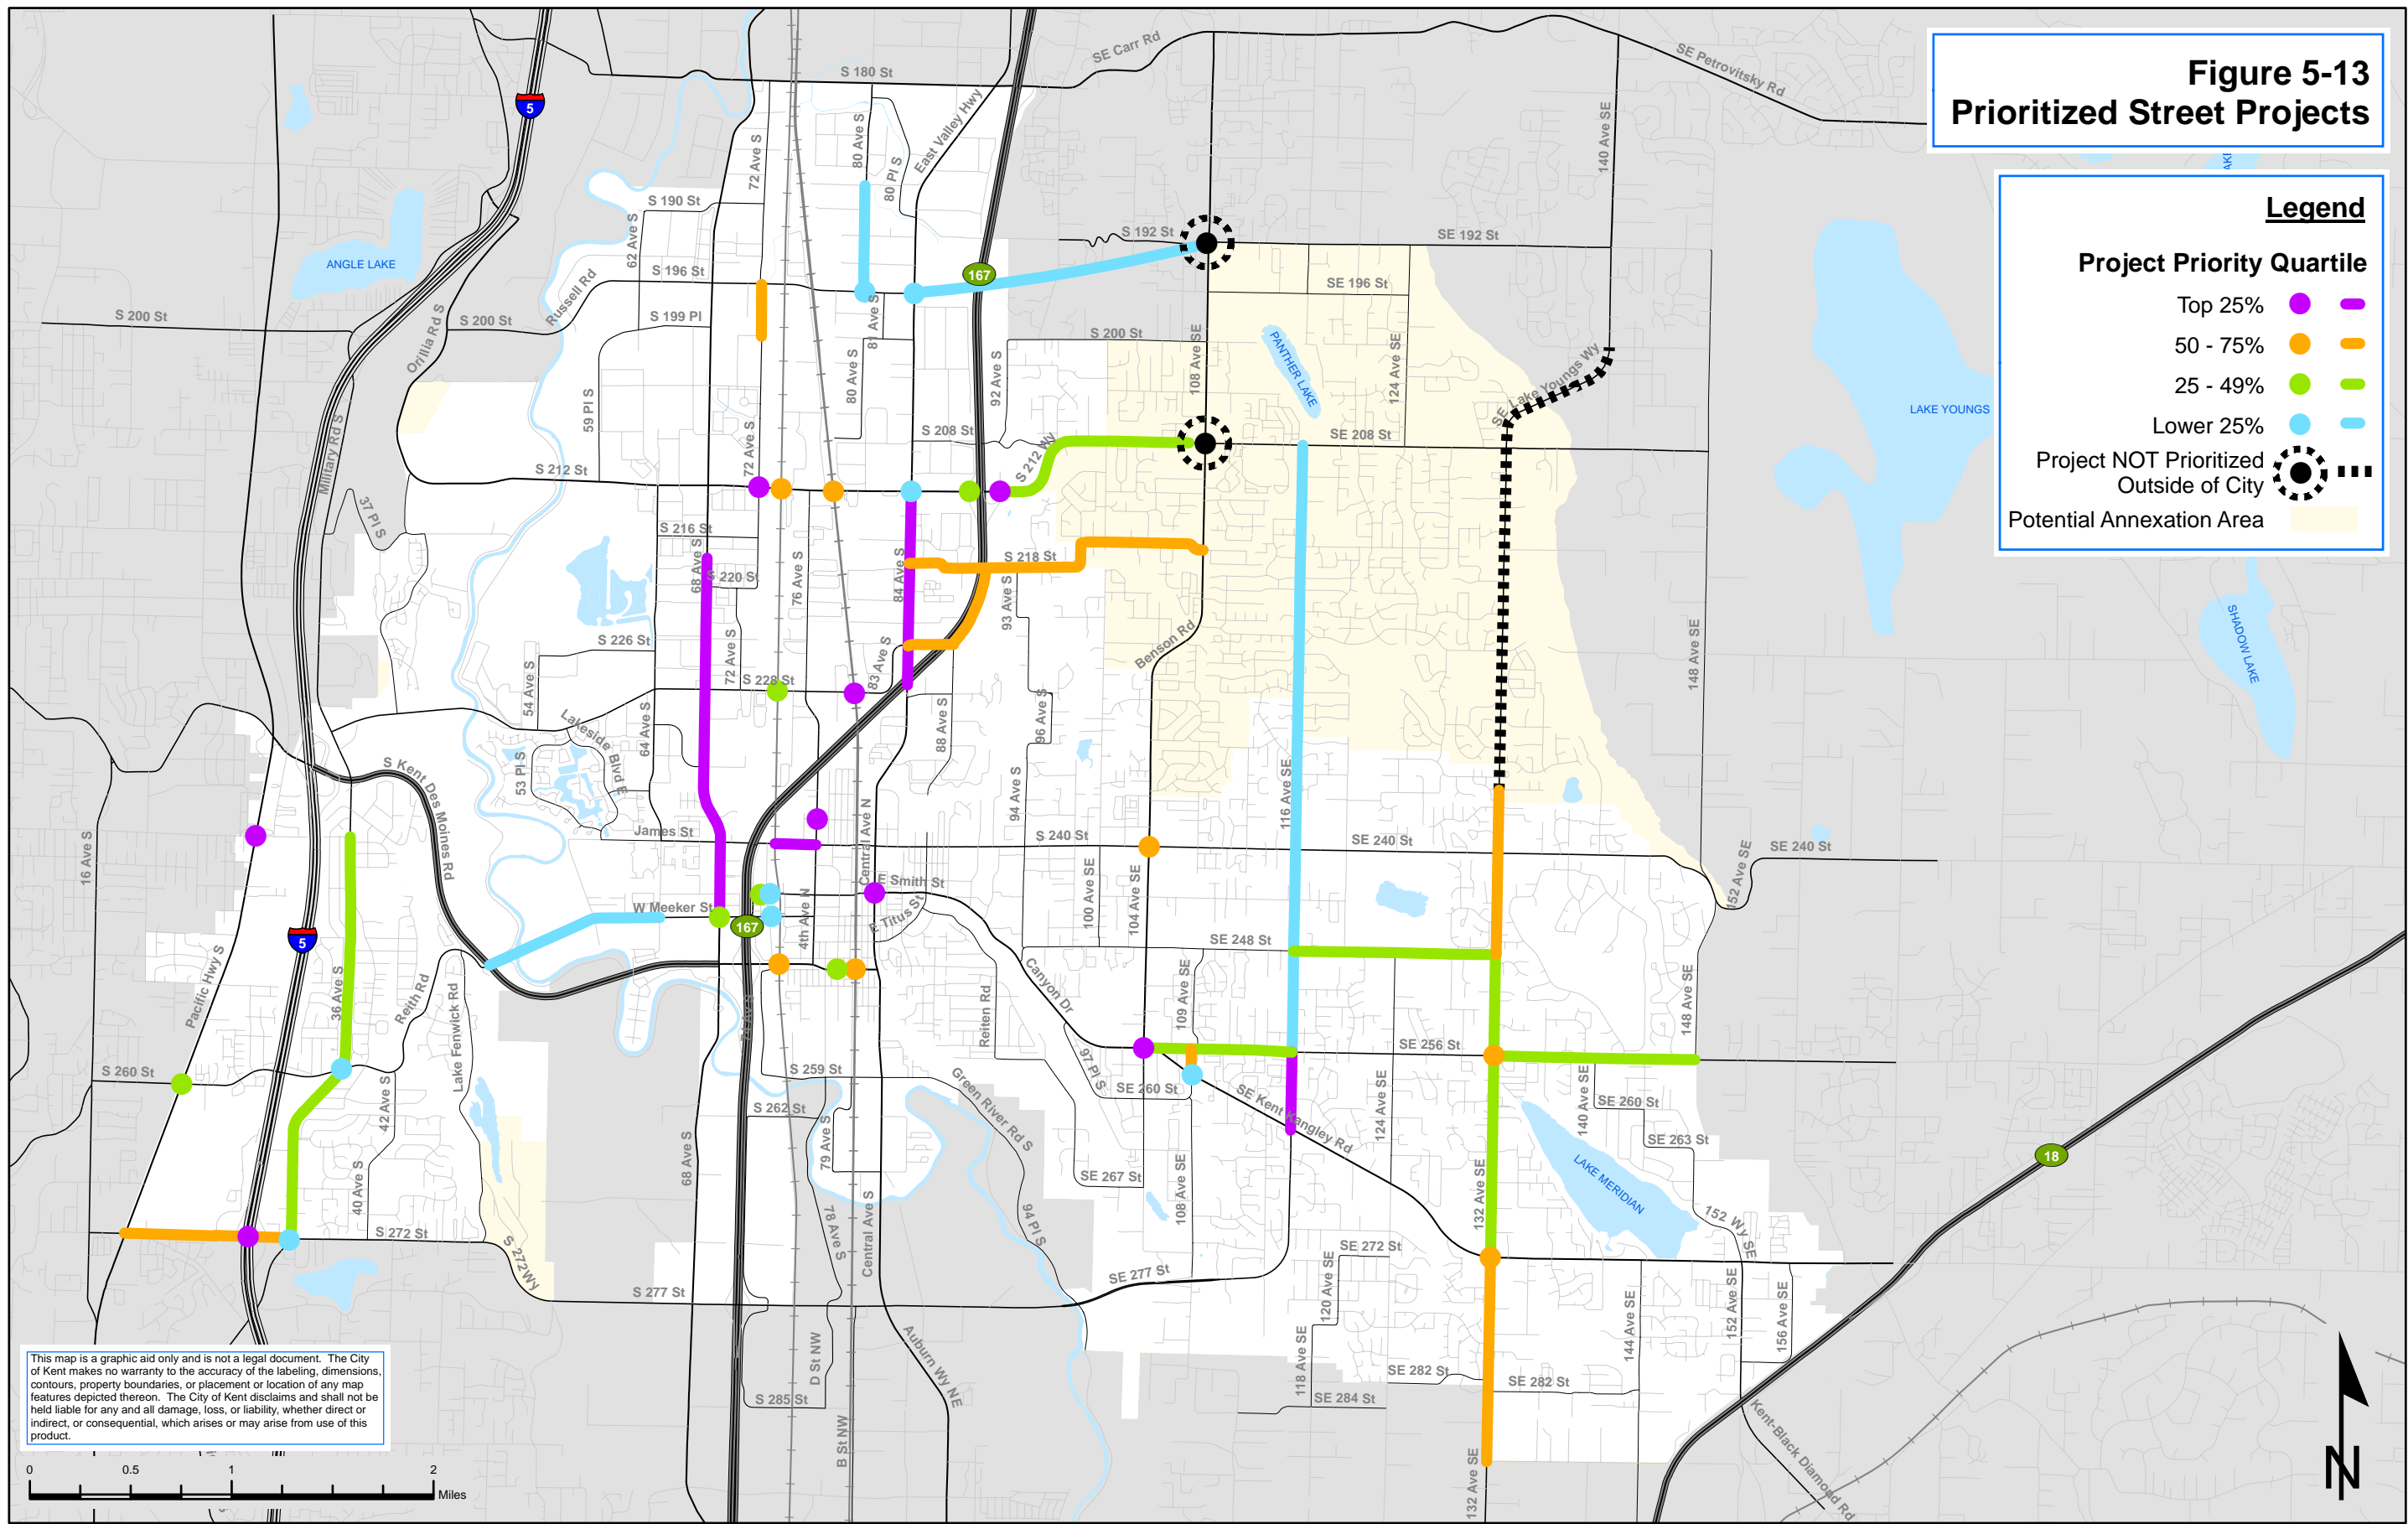 Figure 5-13
Prioritized Street Projects
Legend
Project Priority Quartile
Top 25%
50 - 75%
25 - 49%
Lower 25%
Project NOT Prioritized
Outside of City
Potential Annexation Area
SE Carr Rd
SE Petrovitsky Rd
S 180 St
5
72 Ave S
80 Ave S
80 Pl S
East Valley Hwy
140 Ave SE
S 190 St
62 Ave S
S 192 St
SE 192 St
ANGLE LAKE
S 196 St
167
SE 196 St
Russell Rd
S 200 St
Orillia Rd S
S 200 St
S 199 Pl
81 Ave S
S 200 St
108 Ave SE
PANTHER LAKE
124 Ave SE
SE Lake Youngs Wy
LAKE YOUNGS
59 Pl S
80 Ave S
92 Ave S
Military Rd S
72 Ave S
S 208 St
S 212 Wy
SE 208 St
S 212 St
37 Pl S
S 216 St
68 Ave S
S 220 St
76 Ave S
84 Ave S
S 218 St
93 Ave S
SHADOW LAKE
S 226 St
72 Ave S
83 Ave S
Benson Rd
148 Ave SE
54 Ave S
S 228 St
64 Ave S
88 Ave S
96 Ave S
Lakeside Blvd E
53 Pl S
S Kent Des Moines Rd
94 Ave S
116 Ave SE
16 Ave S
James St
Central Ave N
S 240 St
SE 240 St
SE 240 St
152 Ave SE
100 Ave SE
104 Ave SE
E Smith St
W Meeker St
4th Ave N
E Titus St
167
5
Pacific Hwy S
36 Ave S
Reith Rd
SE 248 St
Canyon Dr
109 Ave SE
148 Ave SE
Lake Fenwick Rd
74 Ave S
Reiten Rd
SE 256 St
S 260 St
42 Ave S
S 259 St
97 Pl S
SE 260 St
SE Kent Kangley Rd
124 Ave SE
140 Ave SE
SE 260 St
S 262 St
Green River Rd S
SE 263 St
79 Ave S
68 Ave S
40 Ave S
SE 267 St
108 Ave SE
132 Ave SE
LAKE MERIDIAN
18
S 272 St
78 Ave S
Central Ave S
94 Pl S
152 Wy SE
S 272 Wy
SE 272 St
SE 277 St
S 277 St
120 Ave SE
144 Ave SE
152 Ave SE
156 Ave SE
D St NW
Auburn Wy NE
118 Ave SE
SE 282 St
SE 282 St
S 285 St
SE 284 St
B St NW
132 Ave SE
Kent-Black Diamond Rd
This map is a graphic aid only and is not a legal document. The City
of Kent makes no warranty to the accuracy of the labeling, dimensions,
contours, property boundaries, or placement or location of any map
features depicted thereon. The City of Kent disclaims and shall not be
held liable for any and all damage, loss, or liability, whether direct or
indirect, or consequential, which arises or may arise from use of this
product.
0 0.5 1 2
Miles
N